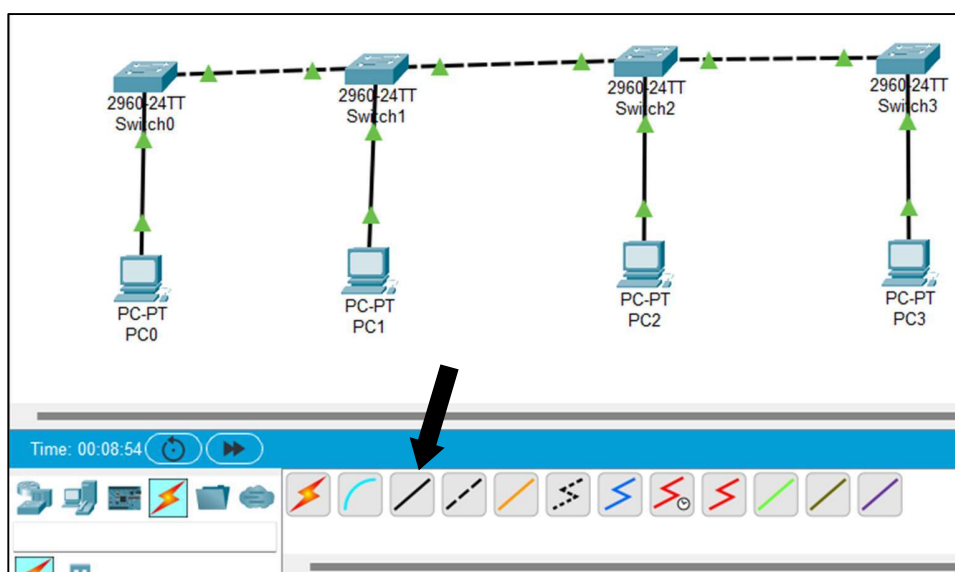 2960-24TT
Switch0
2960-24TT
Switch1
2960-24TT
Switch2
2960-24TT
Switch3
PC-PT
PC0
PC-PT
PC1
PC-PT
PC2
PC-PT
PC3
Time: 00:08:54